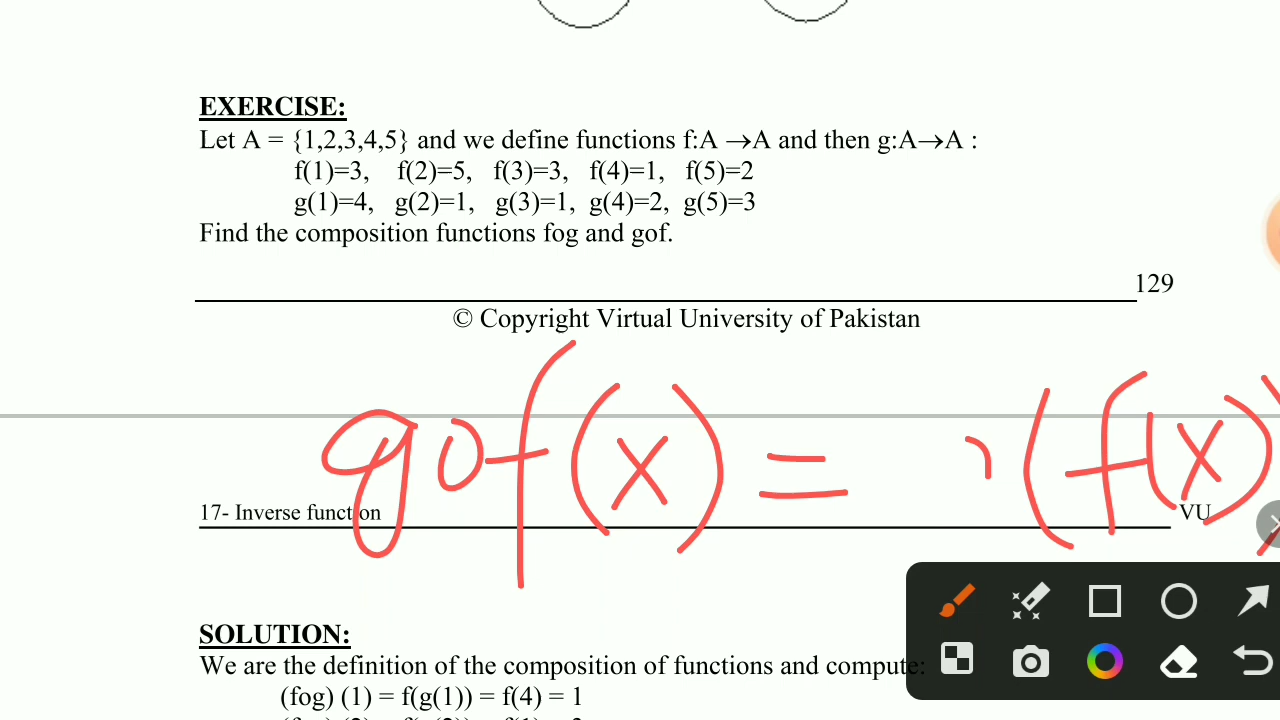 EXERCISE:
Let A = {1,2,3,4,5} and we define functions f:A →A and then g:A→A :
f(1)=3, f(2)=5, f(3)=3, f(4)=1, f(5)=2
g(1)=4, g(2)=1, g(3)=1, g(4)=2, g(5)=3
Find the composition functions fog and gof.
129
© Copyright Virtual University of Pakistan
gof(x) = (f(x)
17- Inverse function VU
SOLUTION:
We are the definition of the composition of functions and compute:
(fog) (1) = f(g(1)) = f(4) = 1